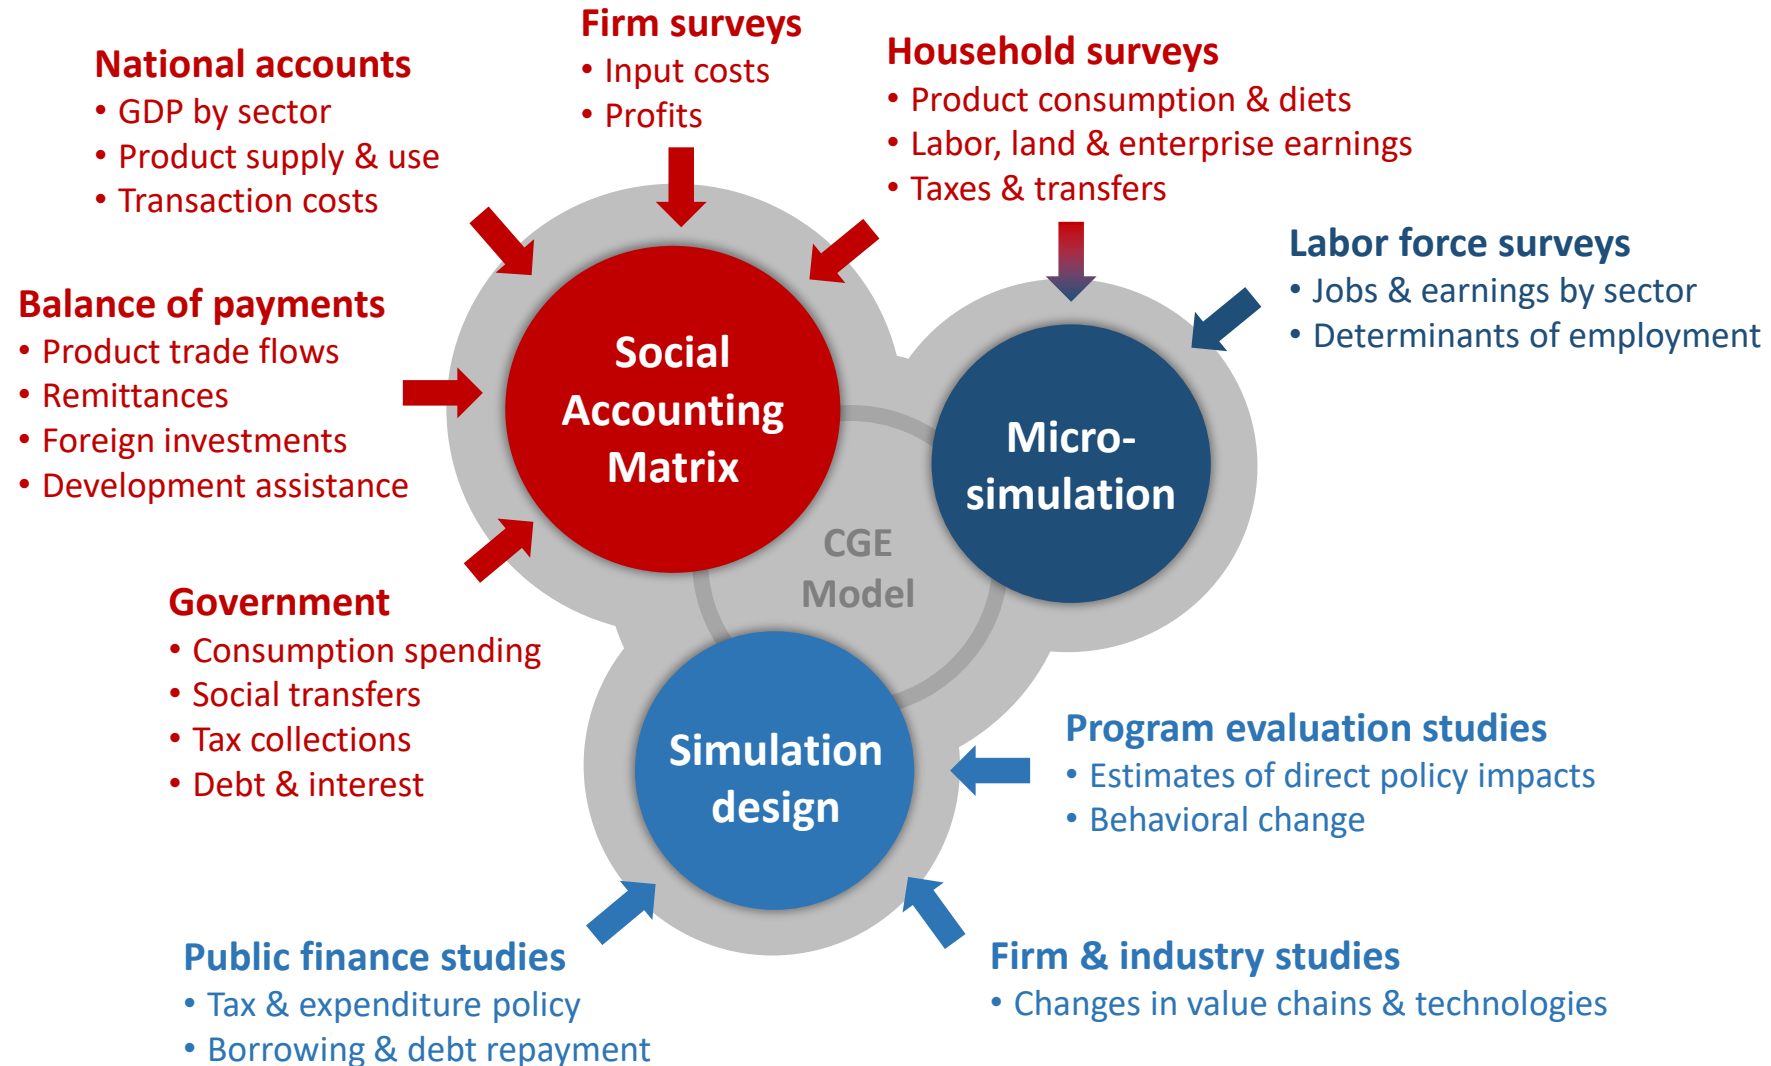 Firm surveys
• Input costs
• Profits
National accounts
• GDP by sector
• Product supply & use
• Transaction costs
Household surveys
• Product consumption & diets
• Labor, land & enterprise earnings
• Taxes & transfers
Labor force surveys
• Jobs & earnings by sector
• Determinants of employment
Balance of payments
• Product trade flows
• Remittances
• Foreign investments
• Development assistance
Social
Accounting
Matrix
Micro-
simulation
CGE
Model
Government
• Consumption spending
• Social transfers
• Tax collections
• Debt & interest
Simulation
design
Program evaluation studies
• Estimates of direct policy impacts
• Behavioral change
Public finance studies
• Tax & expenditure policy
• Borrowing & debt repayment
Firm & industry studies
• Changes in value chains & technologies